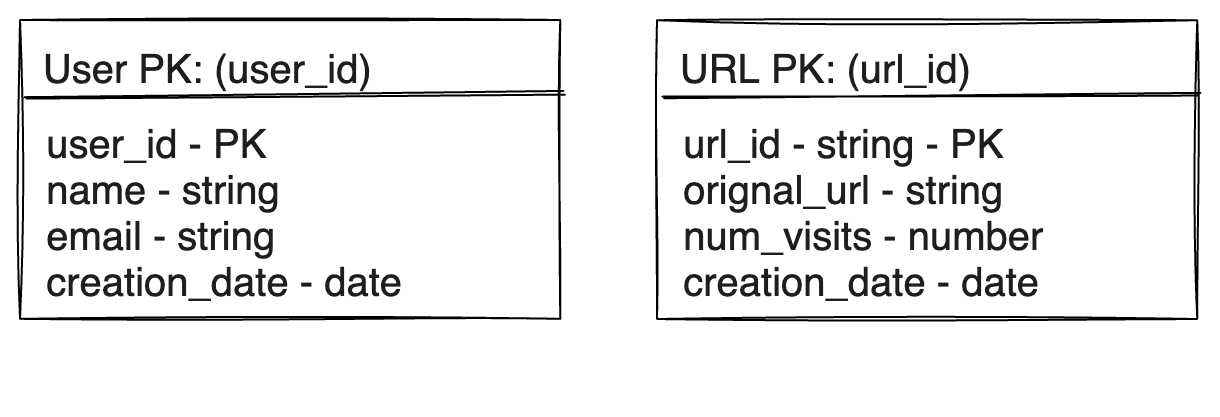 User PK: (user_id)
user_id - PK
name - string
email - string
creation_date - date
URL PK: (url_id)
url_id - string - PK
orignal_url - string
num_visits - number
creation_date - date